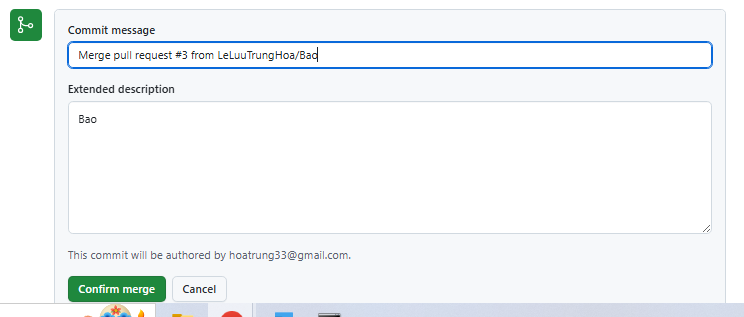 Commit message
Merge pull request #3 from LeLuuTrungHoa/Bao
Extended description
Bao
This commit will be authored by hoatrung33@gmail.com.
Confirm merge
Cancel